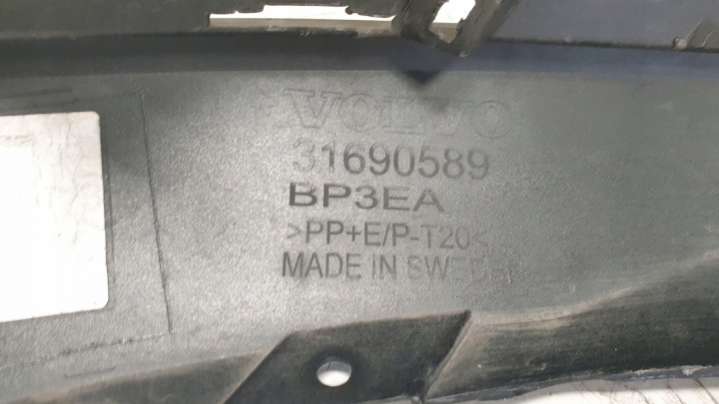 VOLVO
31690589
BP3EA
>PP+E/P-T20<
MADE IN SWEDEN